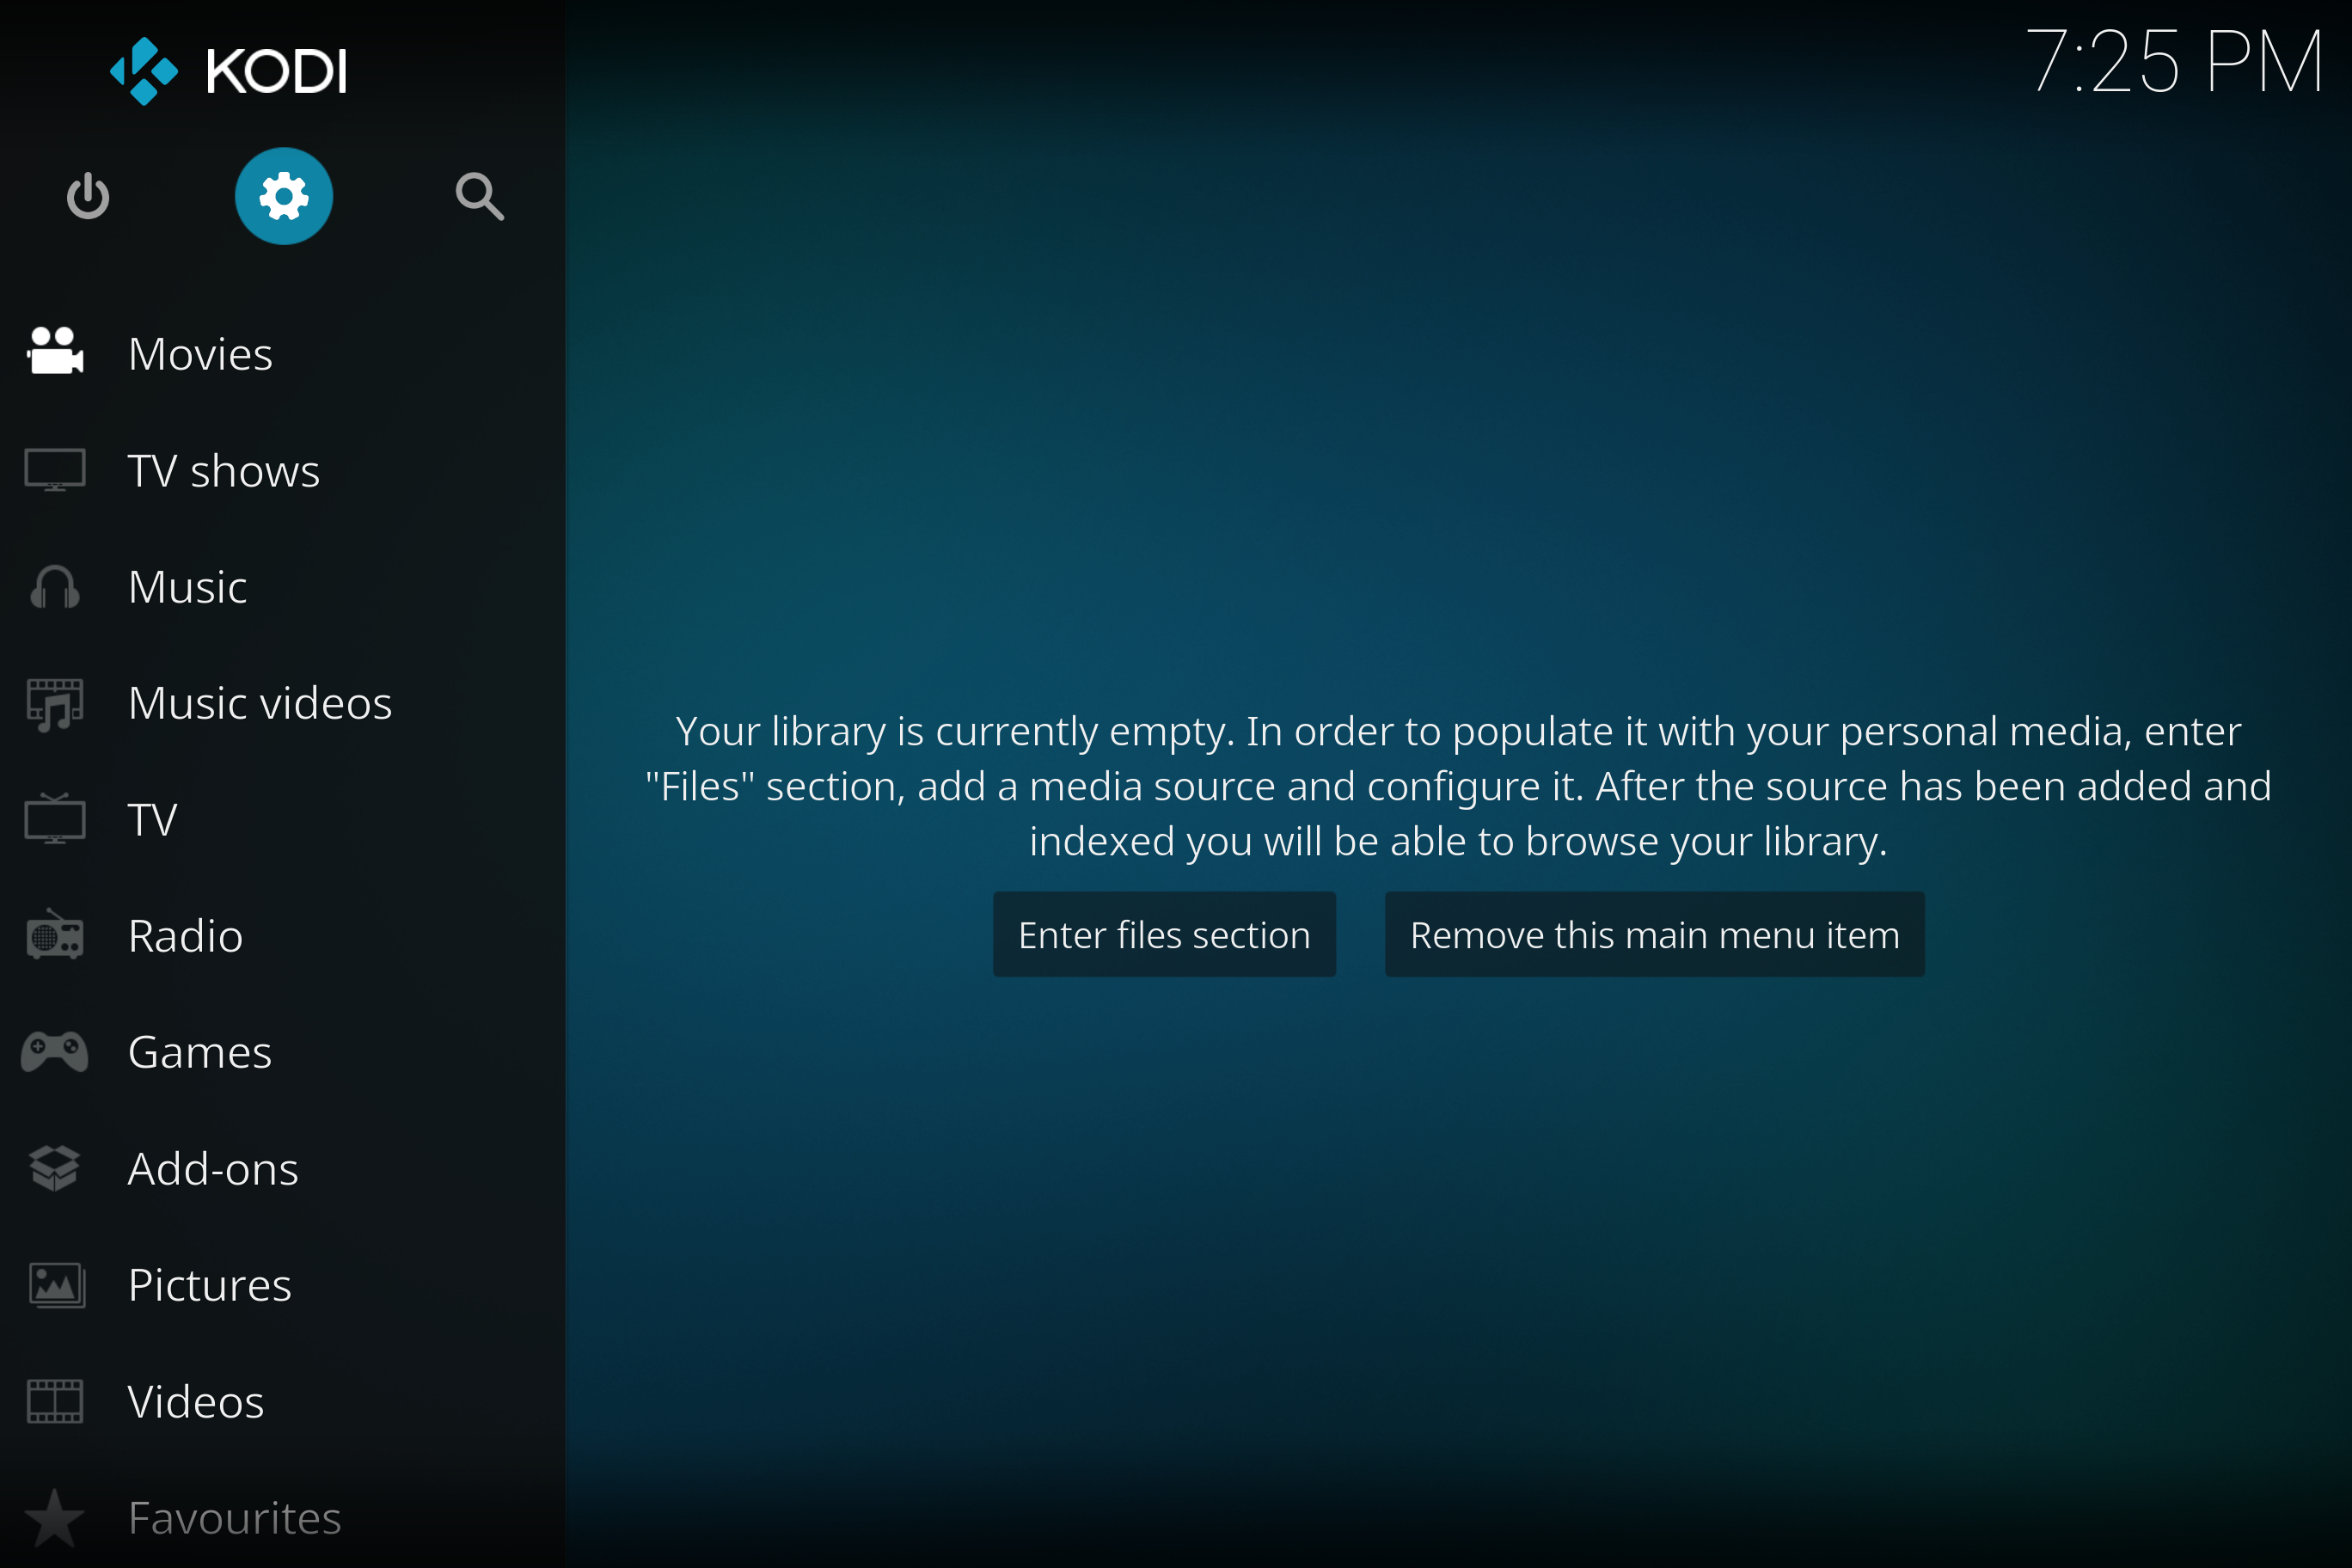 KODI
7:25 PM
Movies
TV shows
Music
Music videos
TV
Radio
Games
Add-ons
Pictures
Videos
Favourites
Your library is currently empty. In order to populate it with your personal media, enter
"Files" section, add a media source and configure it. After the source has been added and
indexed you will be able to browse your library.
Enter files section
Remove this main menu item